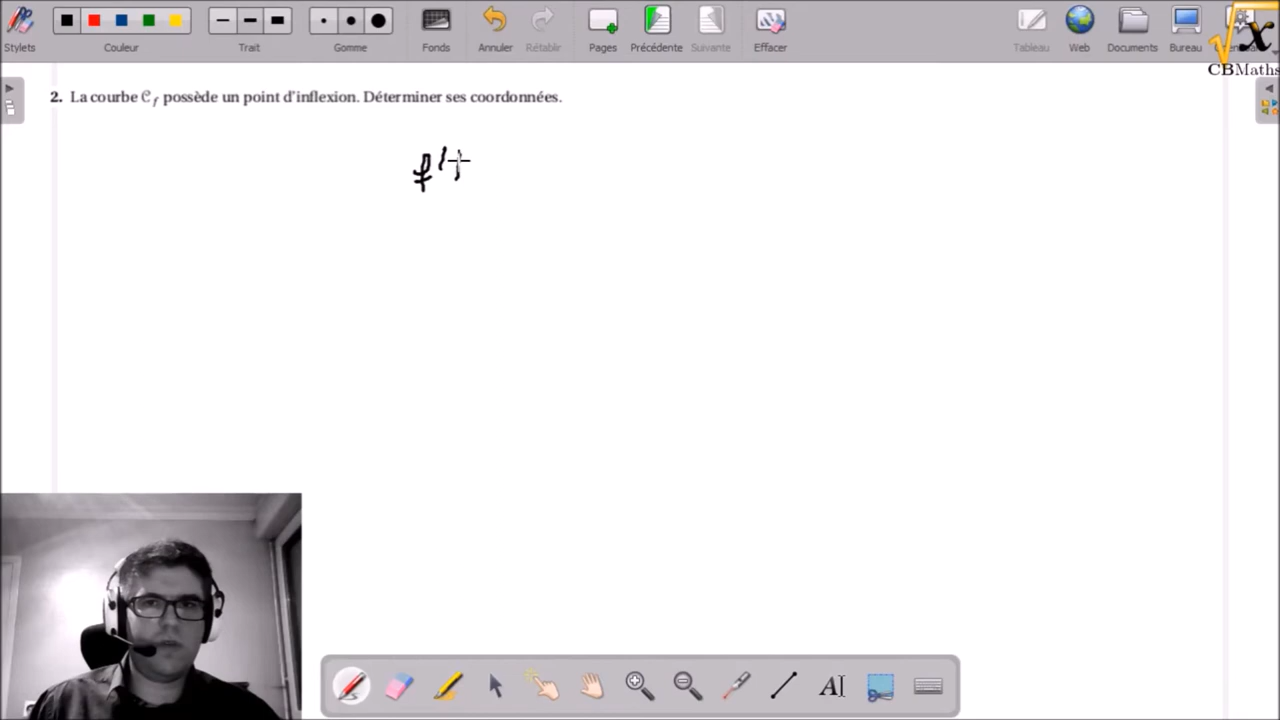 Stylets
Couleur
Trait
Gomme
Fonds
Annuler
Rétablir
Pages
Précédente
Suivante
Effacer
Tableau
Web
Documents
Bureau
√x
CBMaths
2. La courbe 𝒞f possède un point d'inflexion. Déterminer ses coordonnées.
f'
AI